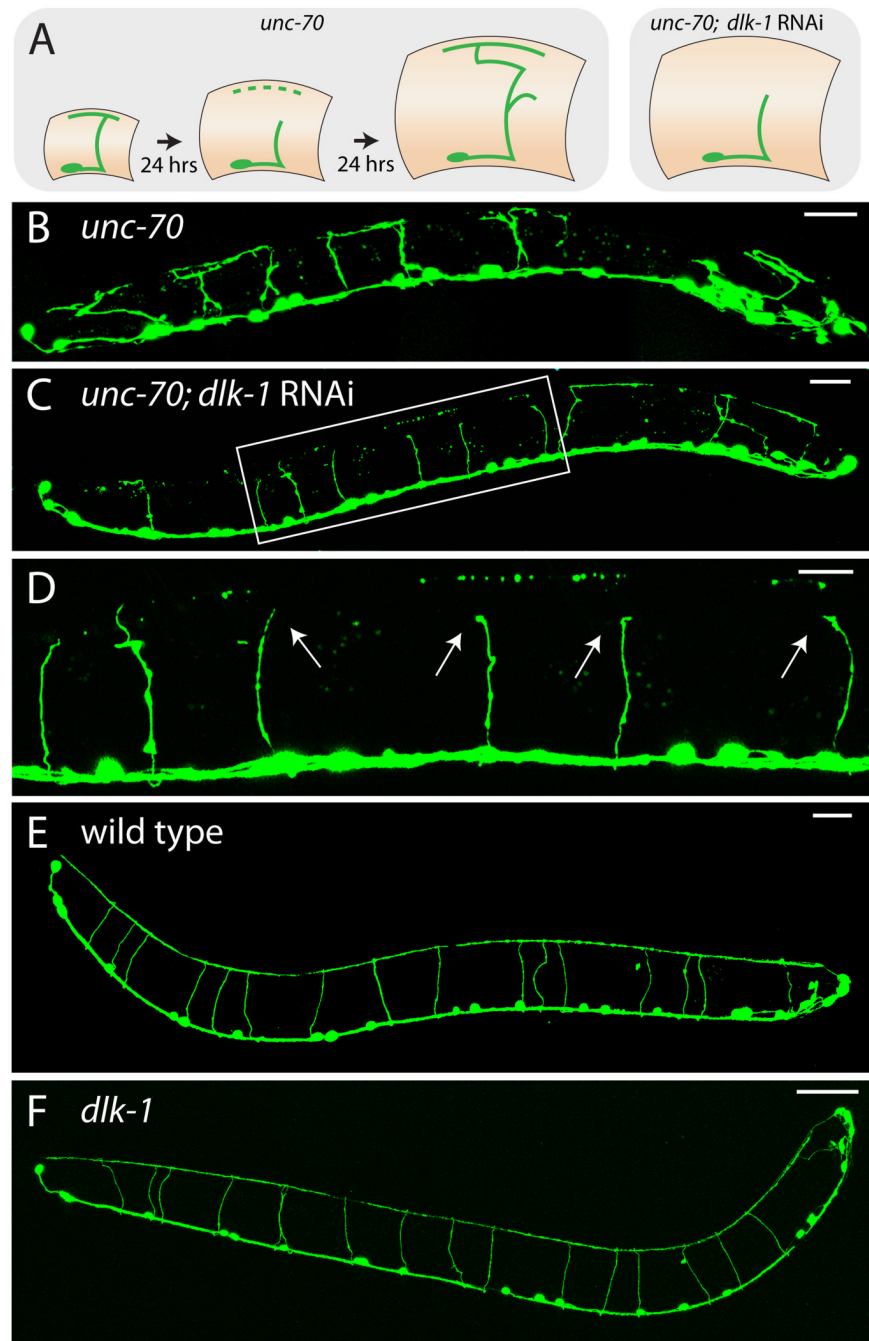 A
unc-70
24 hrs
24 hrs
unc-70; dlk-1 RNAi
B unc-70
C unc-70; dlk-1 RNAi
D
E wild type
F dlk-1